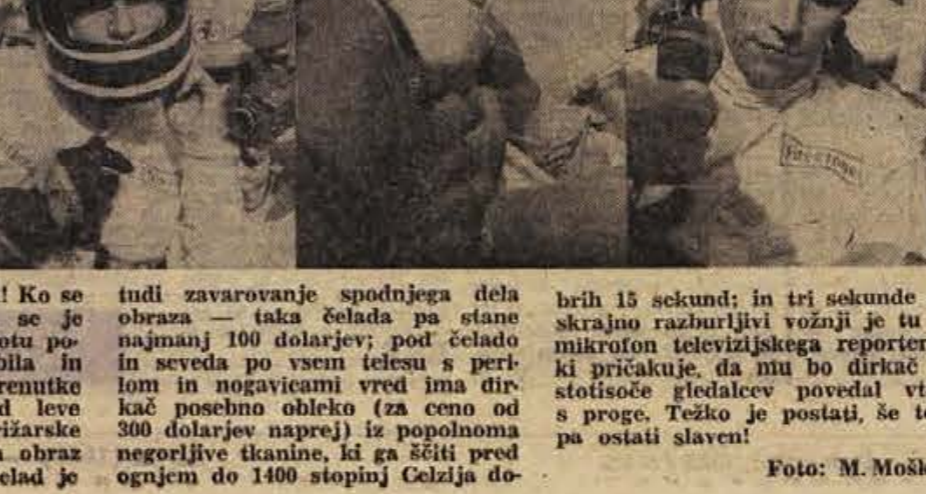 Firestone
! Ko se
se je
otu po-
bila in
renutke
d leve
ižarske
obraz
elad je
tudi zavarovanje spodnjega dela
obraza — taka čelada pa stane
najmanj 100 dolarjev; pod čelado
in seveda po vsem telesu s peri-
lom in nogavicami vred ima dir-
kač posebno obleko (za ceno od
300 dolarjev naprej) iz popolnoma
negorljive tkanine, ki ga ščiti pred
ognjem do 1400 stopinj Celzija do-
brih 15 sekund; in tri sekunde
skrajno razburljivi vožnji je tu
mikrofon televizijskega reporter
ki pričakuje, da mu bo dirkač
stotisoče gledalcev povedal vt
s proge. Težko je postati, še te
pa ostati slaven!
Foto: M. Mošk